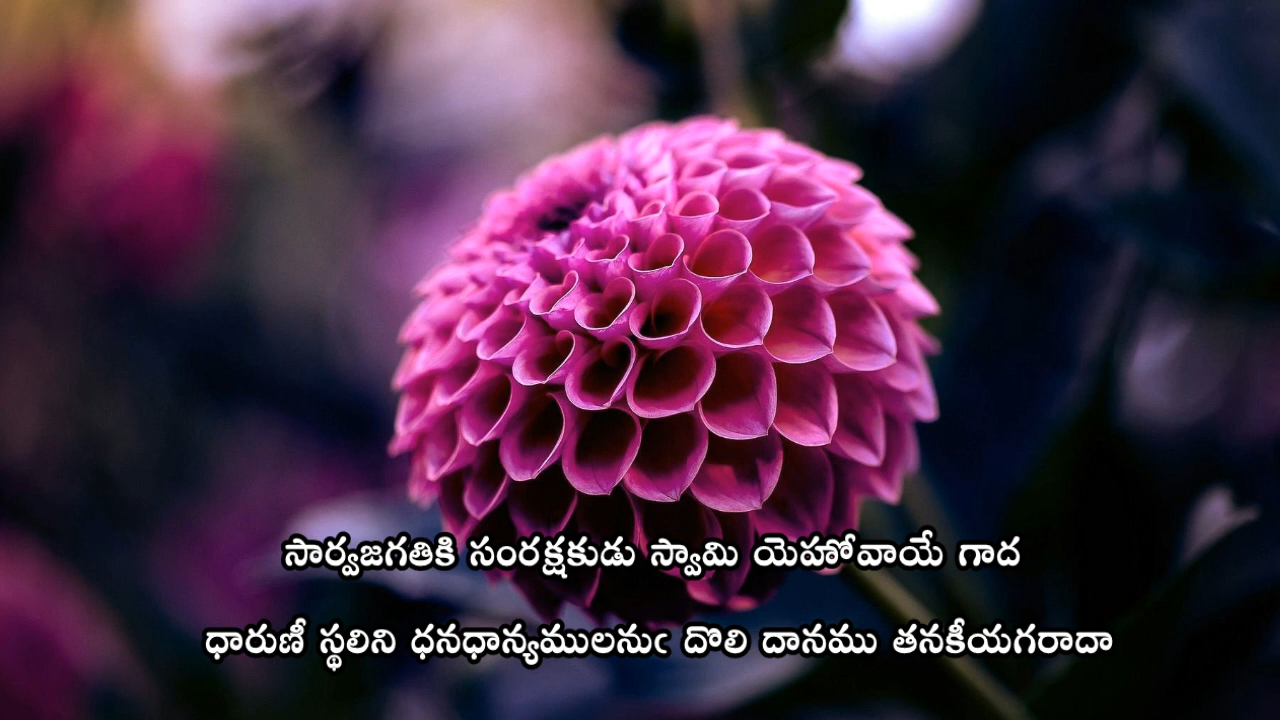 సార్వజగతికి సంరక్షకుడు స్వామి యెహోవాయే గాద
ధారుణీ స్థలిని ధనధాన్యములనుఁ దొలి దానము తనకీయగరాదా